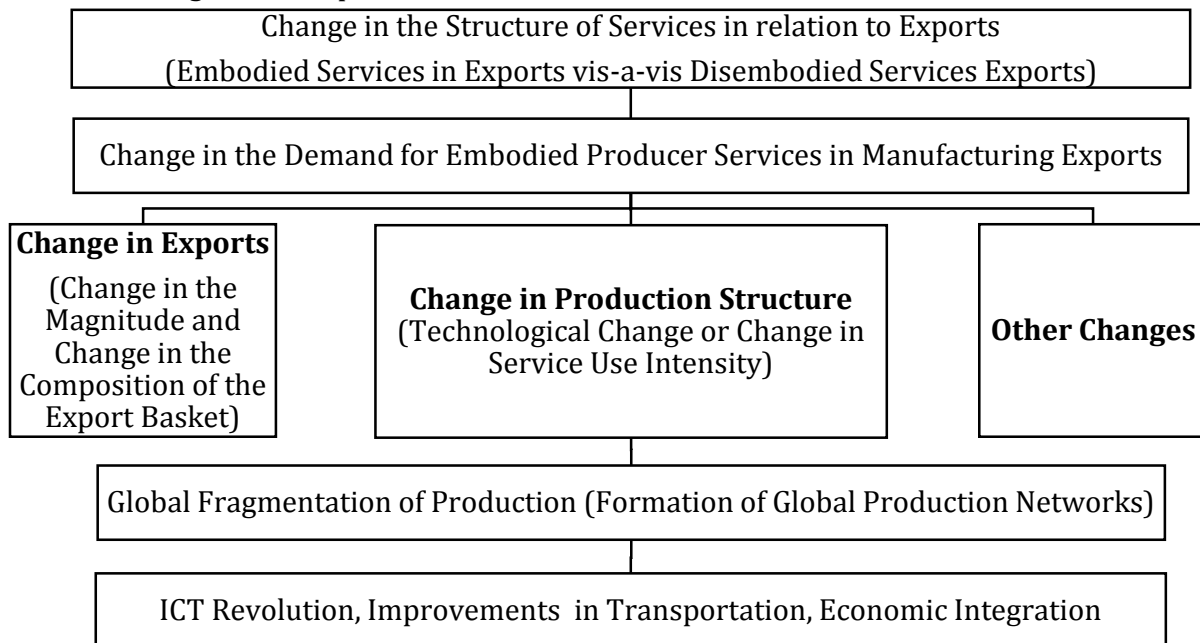 Change in the Structure of Services in relation to Exports
(Embodied Services in Exports vis-a-vis Disembodied Services Exports)
Change in the Demand for Embodied Producer Services in Manufacturing Exports
Change in Exports
(Change in the
Magnitude and
Change in the
Composition of the
Export Basket)
Change in Production Structure
(Technological Change or Change in
Service Use Intensity)
Other Changes
Global Fragmentation of Production (Formation of Global Production Networks)
ICT Revolution, Improvements in Transportation, Economic Integration